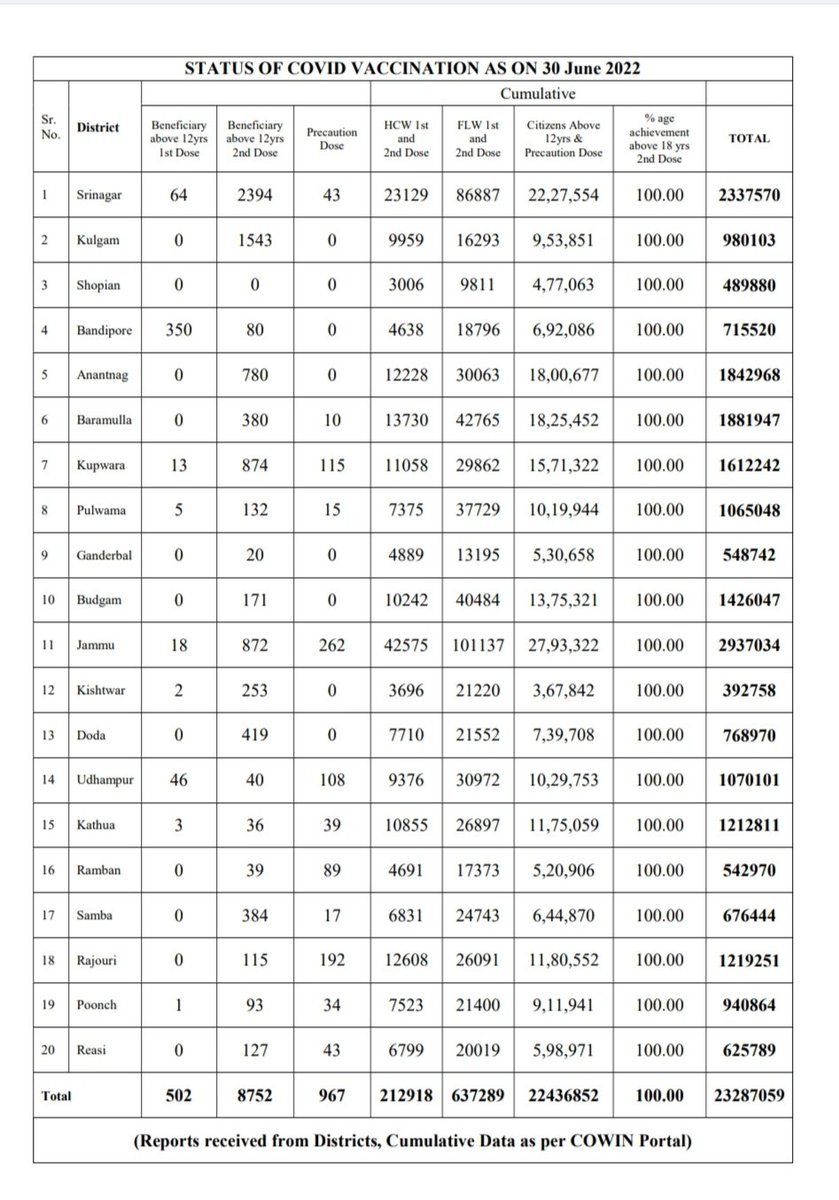 STATUS OF COVID VACCINATION AS ON 30 June 2022
Cumulative
Sr. No. District Beneficiary above 12yrs 1st Dose Beneficiary above 12yrs 2nd Dose Precaution Dose HCW 1st and 2nd Dose FLW 1st and 2nd Dose Citizens Above 12yrs & Precaution Dose % age achievement above 18 yrs 2nd Dose TOTAL
1 Srinagar 64 2394 43 23129 86887 22,27,554 100.00 2337570
2 Kulgam 0 1543 0 9959 16293 9,53,851 100.00 980103
3 Shopian 0 0 0 3006 9811 4,77,063 100.00 489880
4 Bandipore 350 80 0 4638 18796 6,92,086 100.00 715520
5 Anantnag 0 780 0 12228 30063 18,00,677 100.00 1842968
6 Baramulla 0 380 10 13730 42765 18,25,452 100.00 1881947
7 Kupwara 13 874 115 11058 29862 15,71,322 100.00 1612242
8 Pulwama 5 132 15 7375 37729 10,19,944 100.00 1065048
9 Ganderbal 0 20 0 4889 13195 5,30,658 100.00 548742
10 Budgam 0 171 0 10242 40484 13,75,321 100.00 1426047
11 Jammu 18 872 262 42575 101137 27,93,322 100.00 2937034
12 Kishtwar 2 253 0 3696 21220 3,67,842 100.00 392758
13 Doda 0 419 0 7710 21552 7,39,708 100.00 768970
14 Udhampur 46 40 108 9376 30972 10,29,753 100.00 1070101
15 Kathua 3 36 39 10855 26897 11,75,059 100.00 1212811
16 Ramban 0 39 89 4691 17373 5,20,906 100.00 542970
17 Samba 0 384 17 6831 24743 6,44,870 100.00 676444
18 Rajouri 0 115 192 12608 26091 11,80,552 100.00 1219251
19 Poonch 1 93 34 7523 21400 9,11,941 100.00 940864
20 Reasi 0 127 43 6799 20019 5,98,971 100.00 625789
Total 502 8752 967 212918 637289 22436852 100.00 23287059
(Reports received from Districts, Cumulative Data as per COWIN Portal)